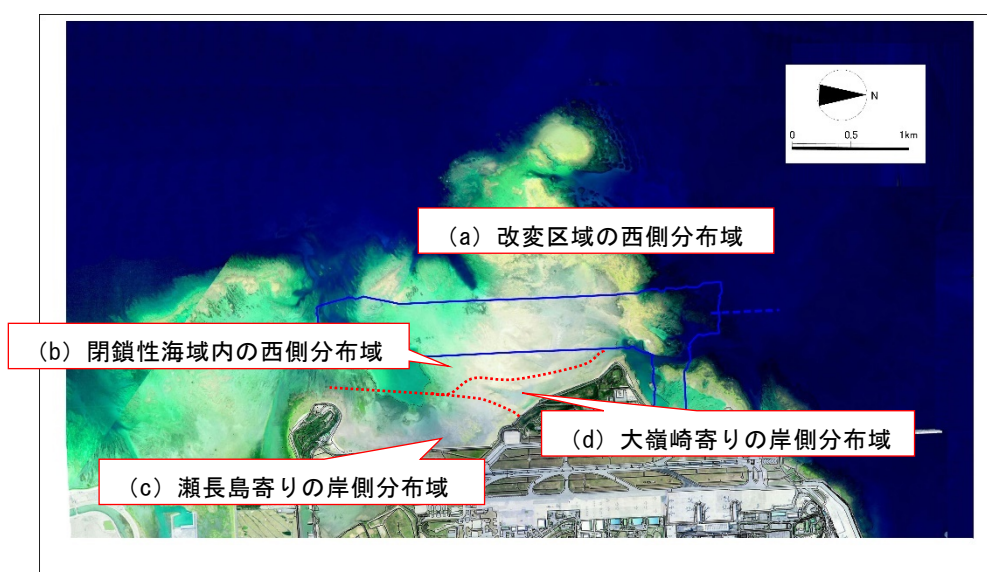 N
0 0.5 1km
(a) 改変区域の西側分布域
(b) 閉鎖性海域内の西側分布域
(d) 大嶺崎寄りの岸側分布域
(c) 瀬長島寄りの岸側分布域